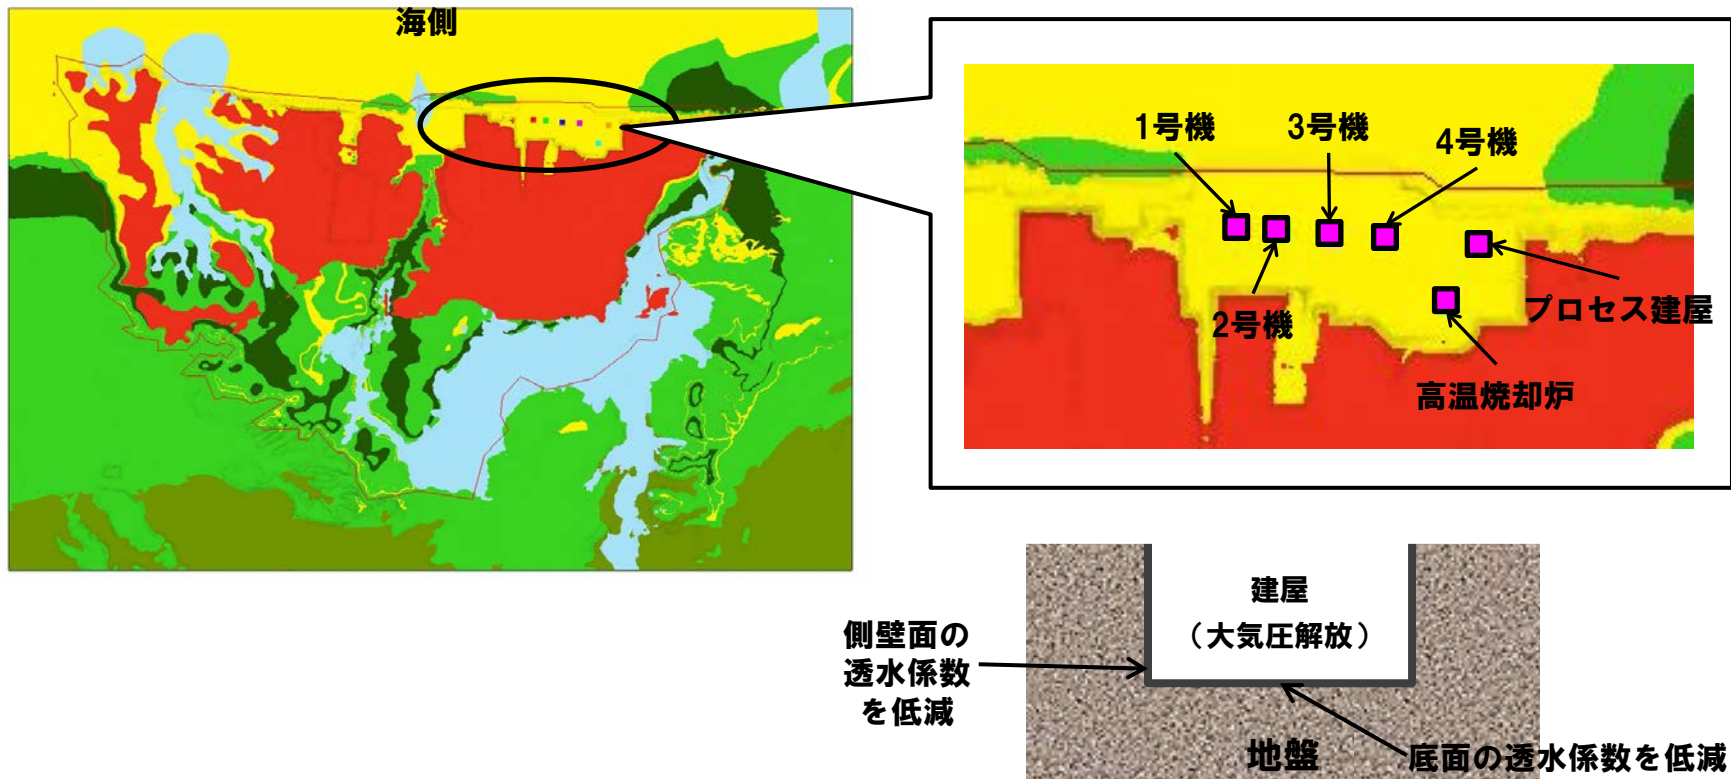 海側
1号機
3号機
4号機
2号機
プロセス建屋
高温焼却炉
建屋
（大気圧解放）
側壁面の
透水係数
を低減
地盤
底面の透水係数を低減